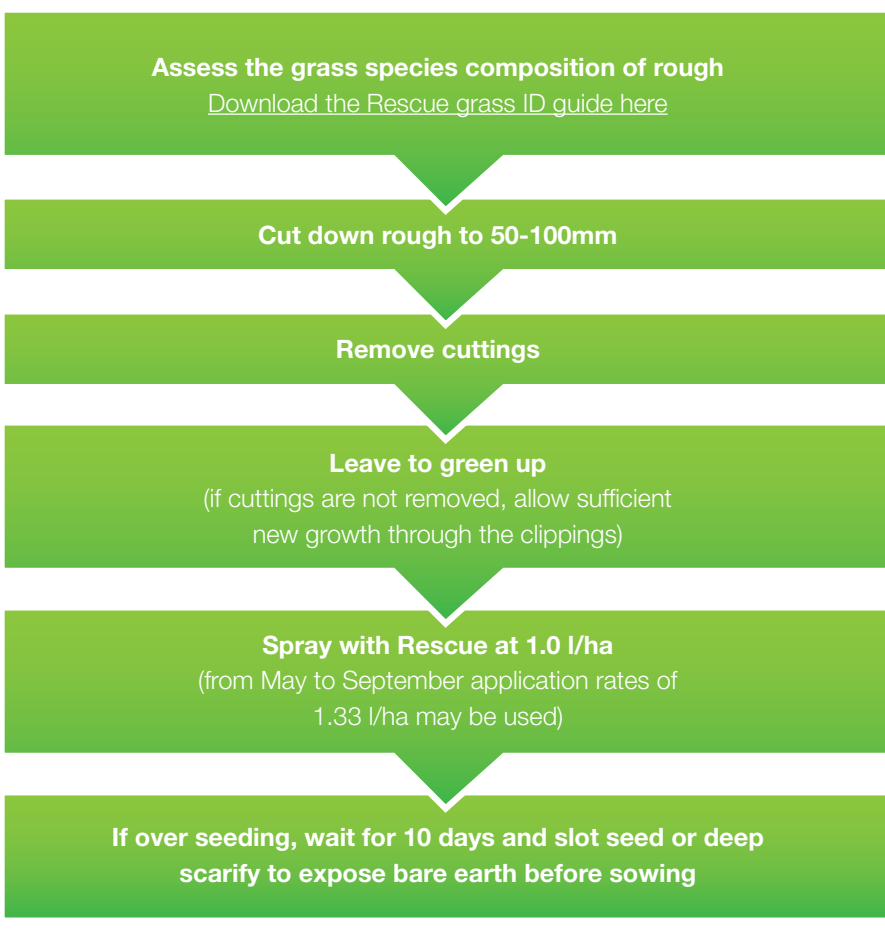 Assess the grass species composition of rough
Download the Rescue grass ID guide here
Cut down rough to 50-100mm
Remove cuttings
Leave to green up
(if cuttings are not removed, allow sufficient
new growth through the clippings)
Spray with Rescue at 1.0 l/ha
(from May to September application rates of
1.33 l/ha may be used)
If over seeding, wait for 10 days and slot seed or deep
scarify to expose bare earth before sowing